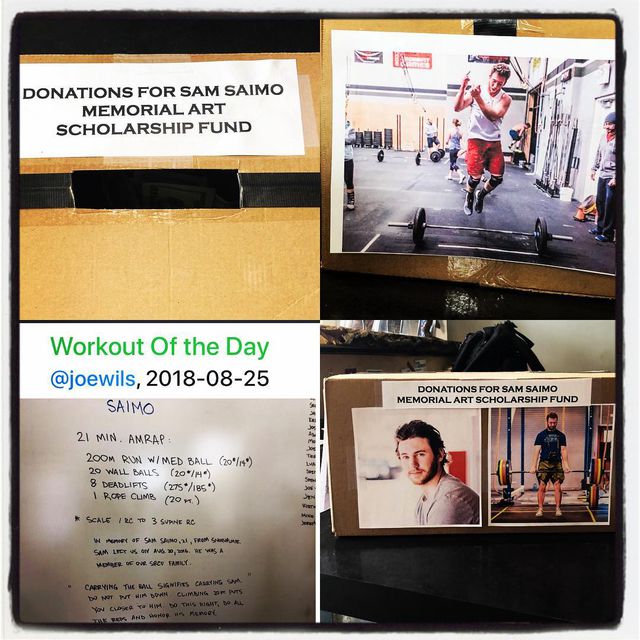 DONATIONS FOR SAM SAIMO
MEMORIAL ART
SCHOLARSHIP FUND
Workout Of the Day
@joewils, 2018-08-25
SAIMO
21 MIN. AMRAP:
200M RUN W/MED BALL (20#/14#)
20 WALL BALLS (20#/14#)
8 DEADLIFTS (275#/185#)
1 ROPE CLIMB (20 FT.)
* SCALE 1 RC TO 3 SUPINE RC
IN MEMORY OF SAM SAIMO, 21, FROM
SAM LEFT US ON AUG 20, 2016. HE WAS A
MEMBER OF OUR FAMILY.
" CARRYING THE BALL SIGNIFIES CARRYING SAM.
DO NOT PUT HIM DOWN. CLIMBING 20FT PUTS
YOU CLOSER TO HIM. DO THIS RIGHT, DO ALL
THE REPS AND HONOR HIS MEMORY.
DONATIONS FOR SAM SAIMO
MEMORIAL ART SCHOLARSHIP FUND